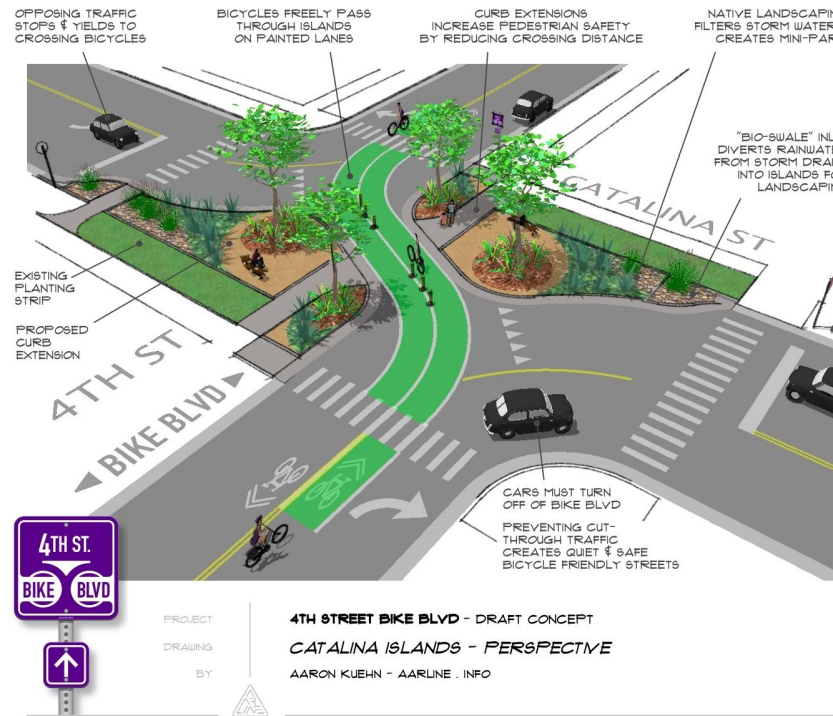 OPPOSING TRAFFIC
STOPS & YIELDS TO
CROSSING BICYCLES
BICYCLES FREELY PASS
THROUGH ISLANDS
ON PAINTED LANES
CURB EXTENSIONS
INCREASE PEDESTRIAN SAFETY
BY REDUCING CROSSING DISTANCE
NATIVE LANDSCAPIN
FILTERS STORM WATER
CREATES MINI-PAR
"BIO-SWALE" INL
DIVERTS RAINWATE
FROM STORM DRAI
INTO ISLANDS FO
LANDSCAPIN
CATALINA ST
EXISTING
PLANTING
STRIP
PROPOSED
CURB
EXTENSION
4TH ST
BIKE BLVD
CARS MUST TURN
OFF OF BIKE BLVD
PREVENTING CUT-
THROUGH TRAFFIC
CREATES QUIET & SAFE
BICYCLE FRIENDLY STREETS
4TH ST.
BIKE BLVD
PROJECT
4TH STREET BIKE BLVD - DRAFT CONCEPT
DRAWING
CATALINA ISLANDS - PERSPECTIVE
BY
AARON KUEHN - AARLINE . INFO